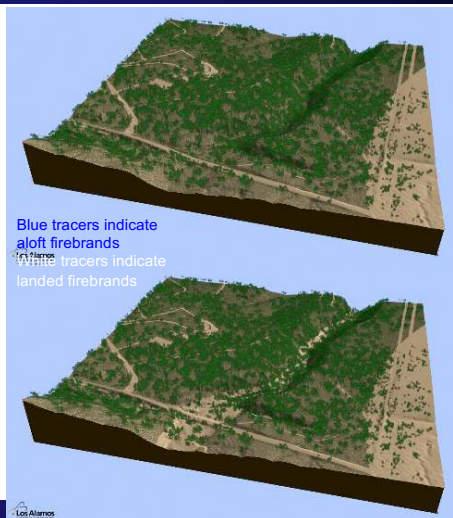 Blue tracers indicate
aloft firebrands
Los Alamos
White tracers indicate
landed firebrands
Los Alamos